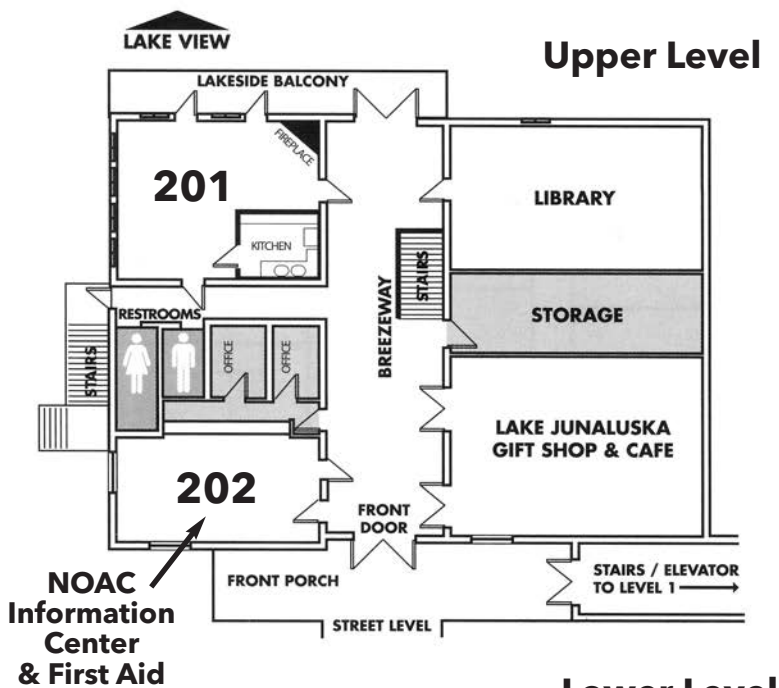 LAKE VIEW
Upper Level
LAKESIDE BALCONY
FIREPLACE
201
LIBRARY
KITCHEN
STAIRS
RESTROOMS
STORAGE
BREEZEWAY
OFFICE
OFFICE
STAIRS
LAKE JUNALUSKA
GIFT SHOP & CAFE
202
FRONT
DOOR
NOAC
Information
Center
& First Aid
FRONT PORCH
STAIRS / ELEVATOR
TO LEVEL 1
STREET LEVEL
Lower Level